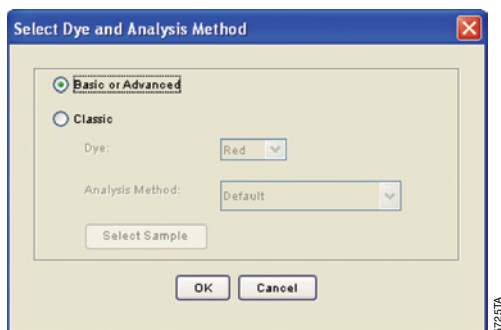 Select Dye and Analysis Method
Basic or Advanced
Classic
Dye:
Red
Analysis Method:
Default
Select Sample
OK
Cancel